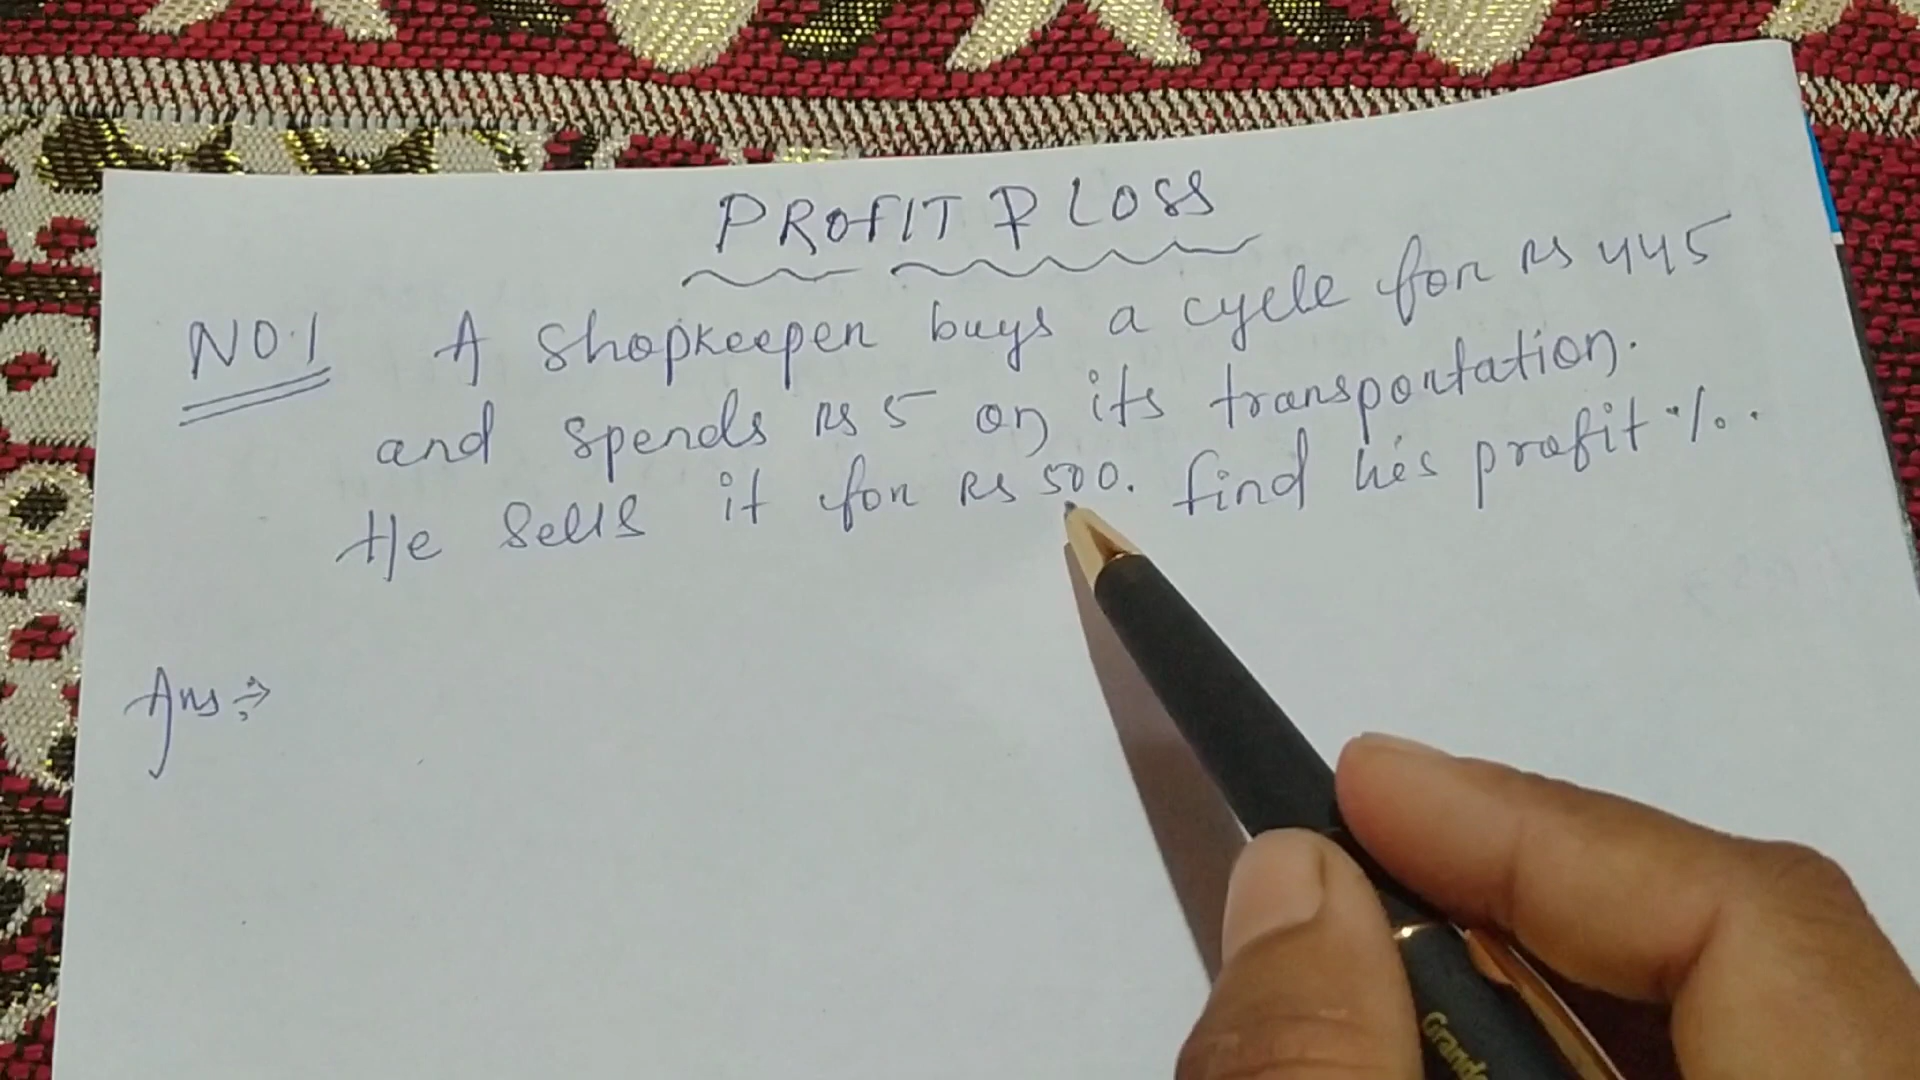 PROFIT & LOSS
NO.1 A Shopkeeper buys a cycle for Rs 445
and spends Rs 5 on its transportation.
He sells it for Rs 500. find his profit %.
Ans :→